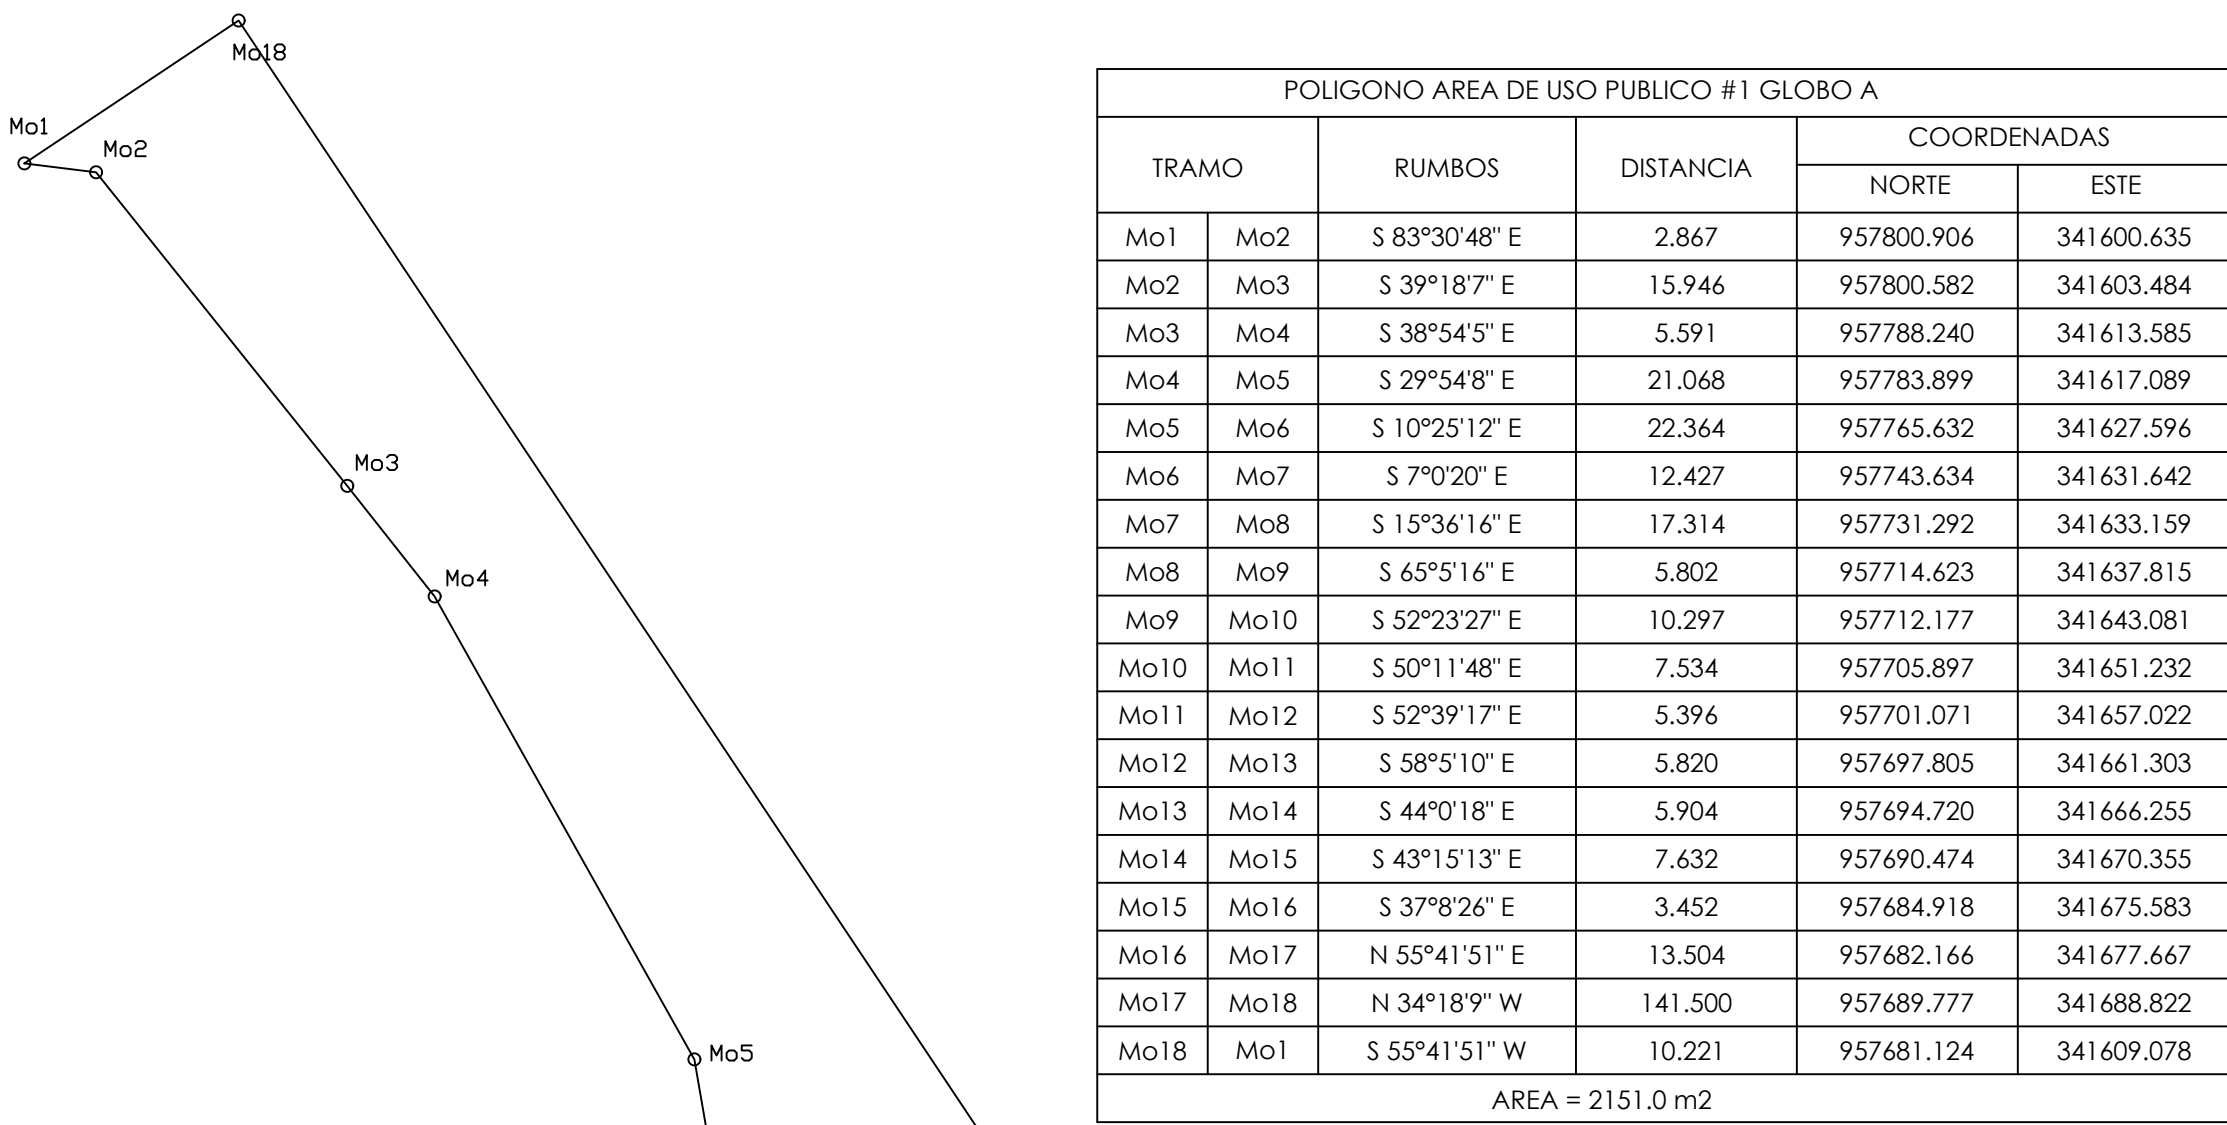 Mo18
Mo1
Mo2
Mo3
Mo4
Mo5
POLIGONO AREA DE USO PUBLICO #1 GLOBO A
TRAMO RUMBOS DISTANCIA COORDENADAS
NORTE ESTE
Mo1 Mo2 S 83°30'48" E 2.867 957800.906 341600.635
Mo2 Mo3 S 39°18'7" E 15.946 957800.582 341603.484
Mo3 Mo4 S 38°54'5" E 5.591 957788.240 341613.585
Mo4 Mo5 S 29°54'8" E 21.068 957783.899 341617.089
Mo5 Mo6 S 10°25'12" E 22.364 957765.632 341627.596
Mo6 Mo7 S 7°0'20" E 12.427 957743.634 341631.642
Mo7 Mo8 S 15°36'16" E 17.314 957731.292 341633.159
Mo8 Mo9 S 65°5'16" E 5.802 957714.623 341637.815
Mo9 Mo10 S 52°23'27" E 10.297 957712.177 341643.081
Mo10 Mo11 S 50°11'48" E 7.534 957705.897 341651.232
Mo11 Mo12 S 52°39'17" E 5.396 957701.071 341657.022
Mo12 Mo13 S 58°5'10" E 5.820 957697.805 341661.303
Mo13 Mo14 S 44°0'18" E 5.904 957694.720 341666.255
Mo14 Mo15 S 43°15'13" E 7.632 957690.474 341670.355
Mo15 Mo16 S 37°8'26" E 3.452 957684.918 341675.583
Mo16 Mo17 N 55°41'51" E 13.504 957682.166 341677.667
Mo17 Mo18 N 34°18'9" W 141.500 957689.777 341688.822
Mo18 Mo1 S 55°41'51" W 10.221 957681.124 341609.078
AREA = 2151.0 m2